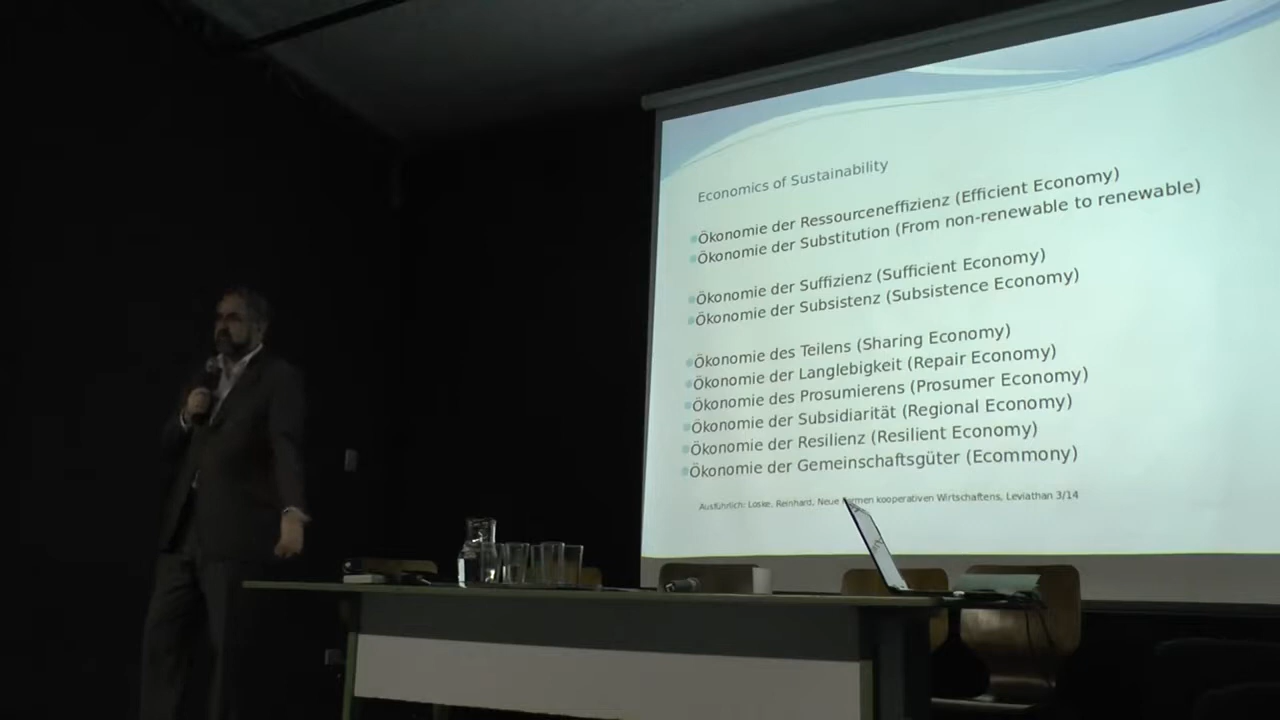 Economics of Sustainability
Ökonomie der Ressourceneffizienz (Efficient Economy)
Ökonomie der Substitution (From non-renewable to renewable)
Ökonomie der Suffizienz (Sufficient Economy)
Ökonomie der Subsistenz (Subsistence Economy)
Ökonomie des Teilens (Sharing Economy)
Ökonomie der Langlebigkeit (Repair Economy)
Ökonomie des Prosumierens (Prosumer Economy)
Ökonomie der Subsidiarität (Regional Economy)
Ökonomie der Resilienz (Resilient Economy)
Ökonomie der Gemeinschaftsgüter (Ecommony)
Ausführlich: Loske, Reinhard, Neue kooperativen Wirtschaftens, Leviathan 3/14